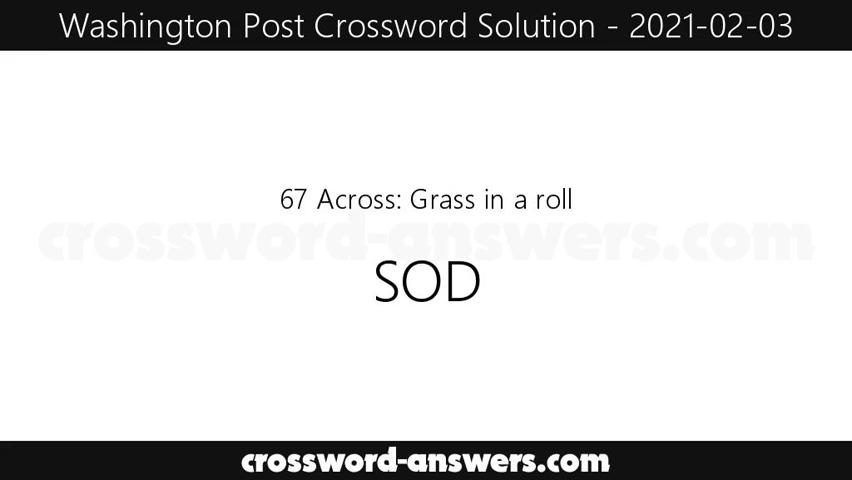 Washington Post Crossword Solution - 2021-02-03
67 Across: Grass in a roll
crossword-answers.com
SOD
crossword-answers.com